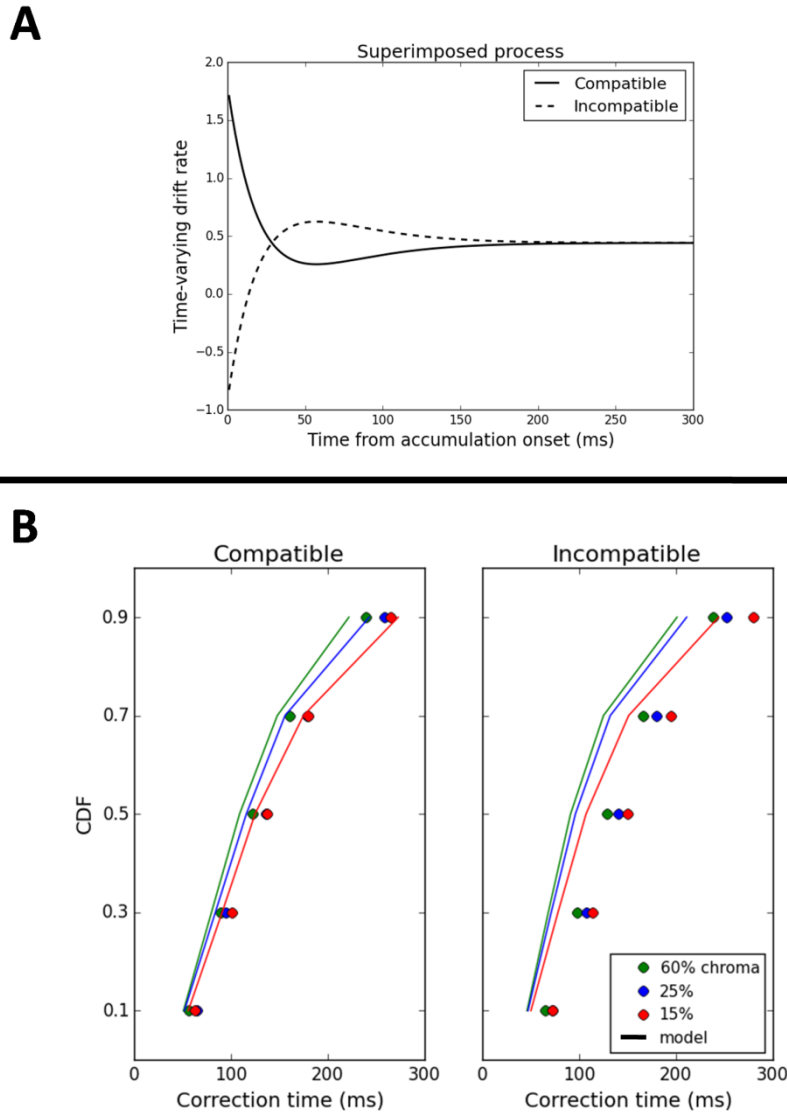 A
Superimposed process
2.0
1.5
1.0
0.5
0.0
−0.5
−1.0
Time-varying drift rate
Compatible
Incompatible
0 50 100 150 200 250 300
Time from accumulation onset (ms)
B
Compatible Incompatible
0.9
0.7
0.5
0.3
0.1
CDF
60% chroma
25%
15%
model
0 100 200 300 0 100 200 300
Correction time (ms) Correction time (ms)